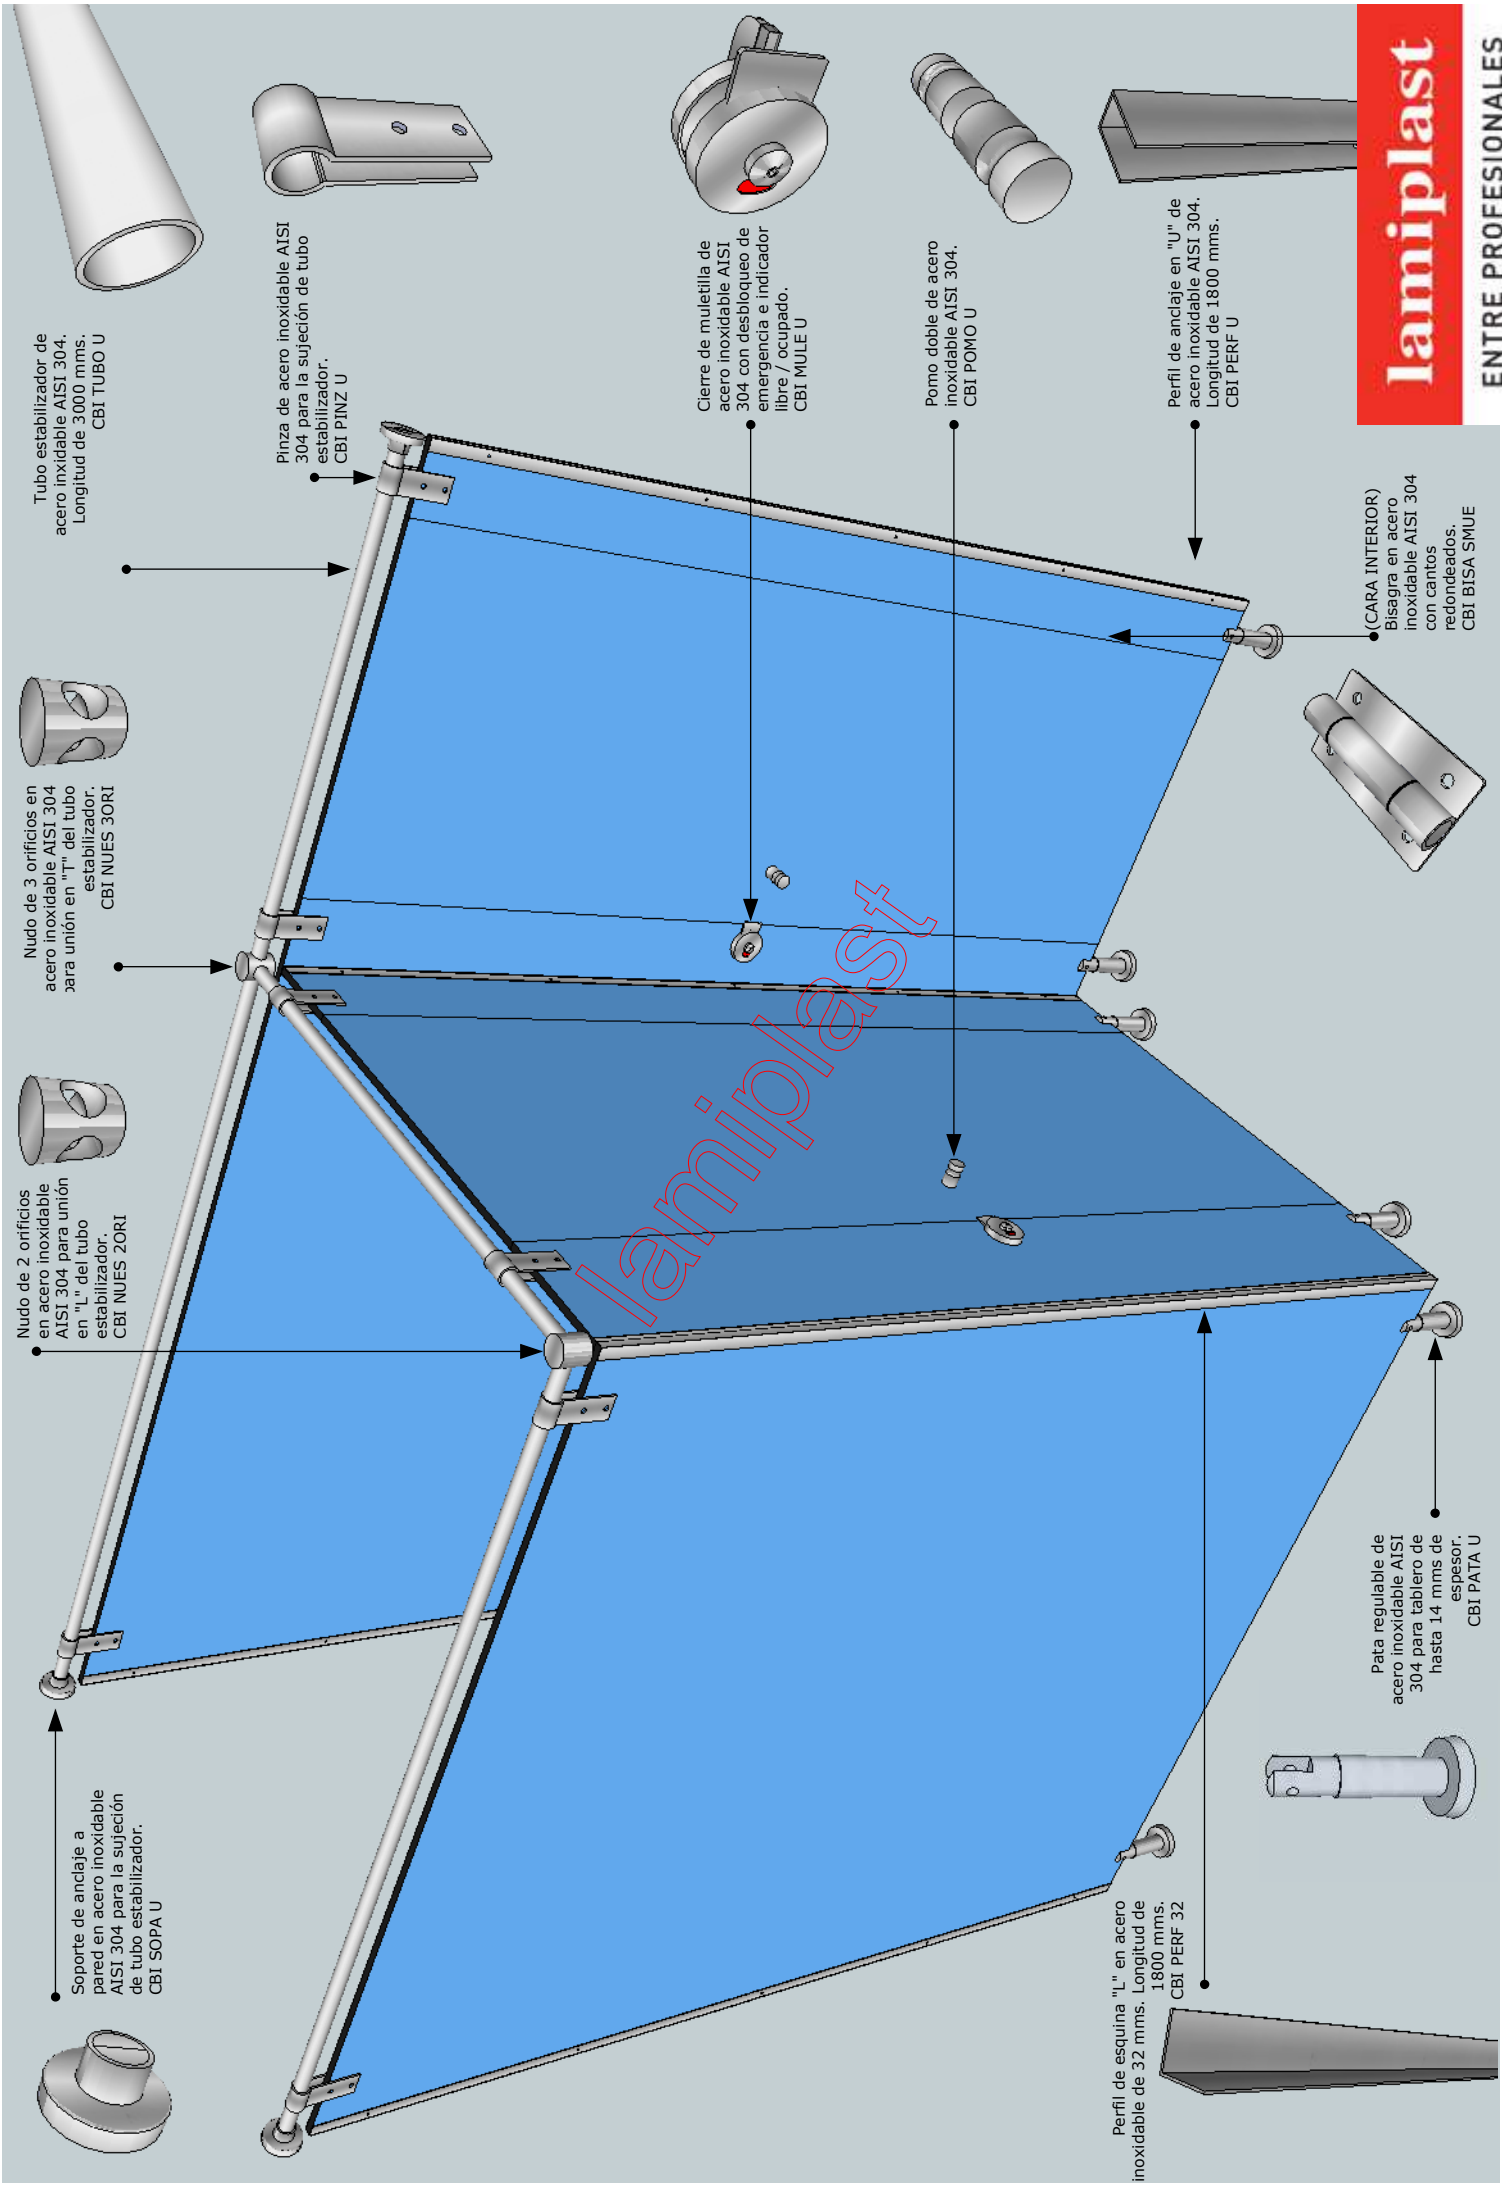 Soporte de anclaje a
pared en acero inoxidable
AISI 304 para la sujeción
de tubo estabilizador.
CBI SOPA U
Nudo de 2 orificios
en acero inoxidable
AISI 304 para unión
en "L" del tubo
estabilizador.
CBI NUES 2ORI
Nudo de 3 orificios en
acero inoxidable AISI 304
para unión en "T" del tubo
estabilizador.
CBI NUES 3ORI
Tubo estabilizador de
acero inxidable AISI 304.
Longitud de 3000 mms.
CBI TUBO U
Pinza de acero inoxidable AISI
304 para la sujeción de tubo
estabilizador.
CBI PINZ U
Cierre de muletilla de
acero inoxidable AISI
304 con desbloqueo de
emergencia e indicador
libre / ocupado.
CBI MULE U
Pomo doble de acero
inoxidable AISI 304.
CBI POMO U
Perfil de anclaje en "U" de
acero inoxidable AISI 304.
Longitud de 1800 mms.
CBI PERF U
lamiplast
Perfil de esquina "L" en acero
inoxidable de 32 mms. Longitud de
1800 mms.
CBI PERF 32
Pata regulable de
acero inoxidable AISI
304 para tablero de
hasta 14 mms de
espesor.
CBI PATA U
(CARA INTERIOR)
Bisagra en acero
inoxidable AISI 304
con cantos
redondeados.
CBI BISA SMUE
lamiplast
ENTRE PROFESIONALES